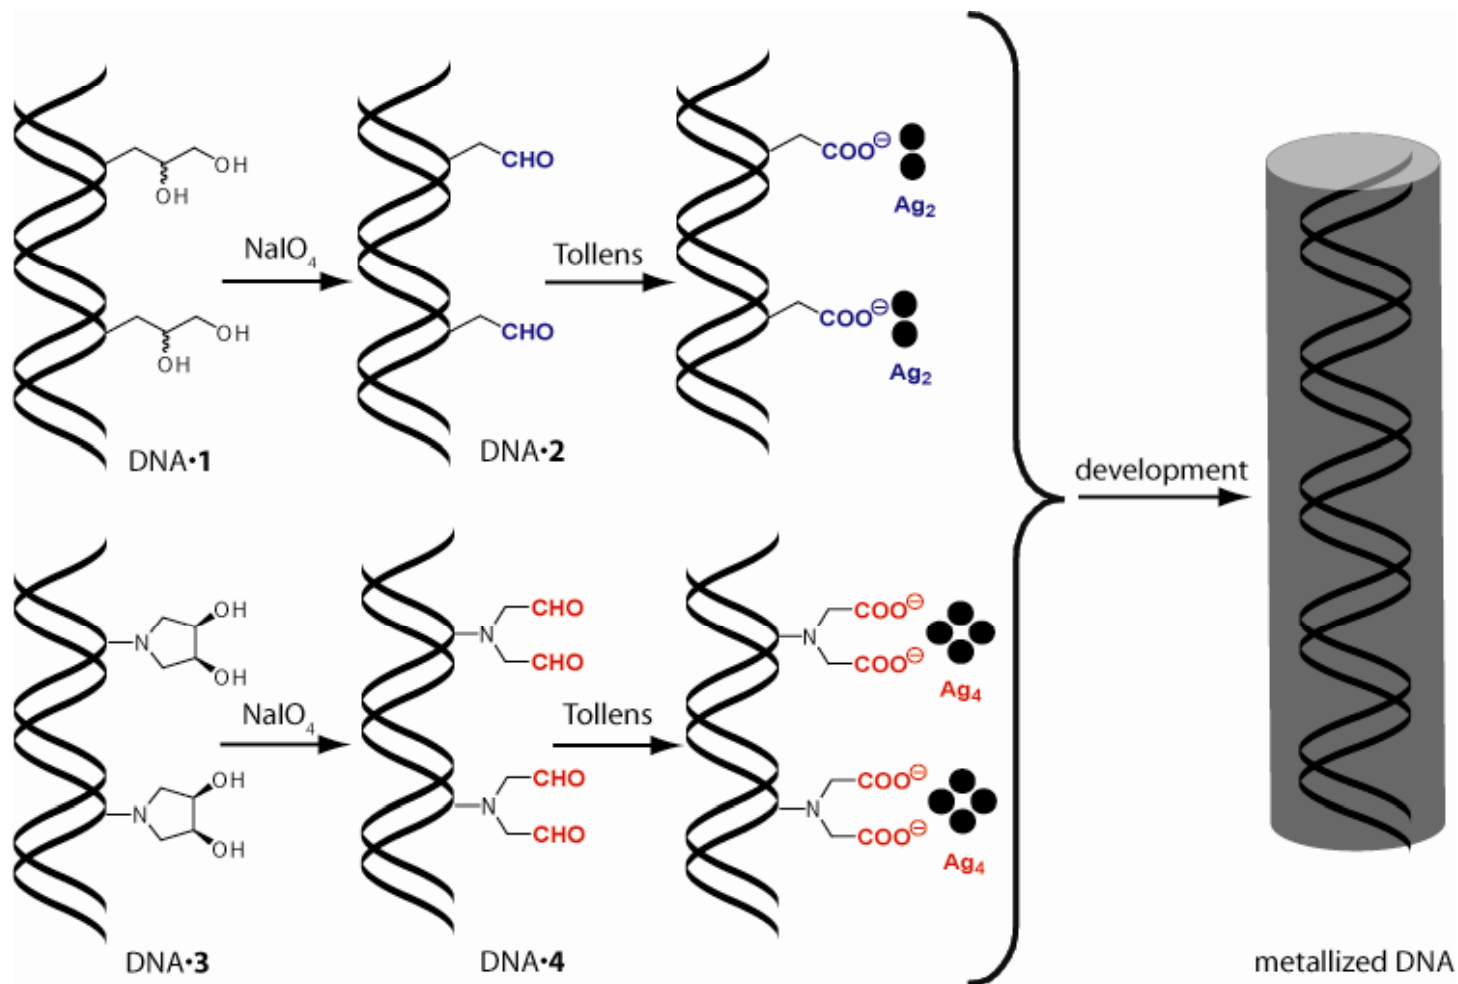 OH
OH
OH
OH
DNA•1
NaIO₄
CHO
CHO
DNA•2
Tollens
COO⊖
Ag₂
COO⊖
Ag₂
OH
OH
N
OH
OH
N
DNA•3
NaIO₄
CHO
N
CHO
CHO
N
CHO
DNA•4
Tollens
COO⊖
N
COO⊖
Ag₄
COO⊖
N
COO⊖
Ag₄
development
metallized DNA